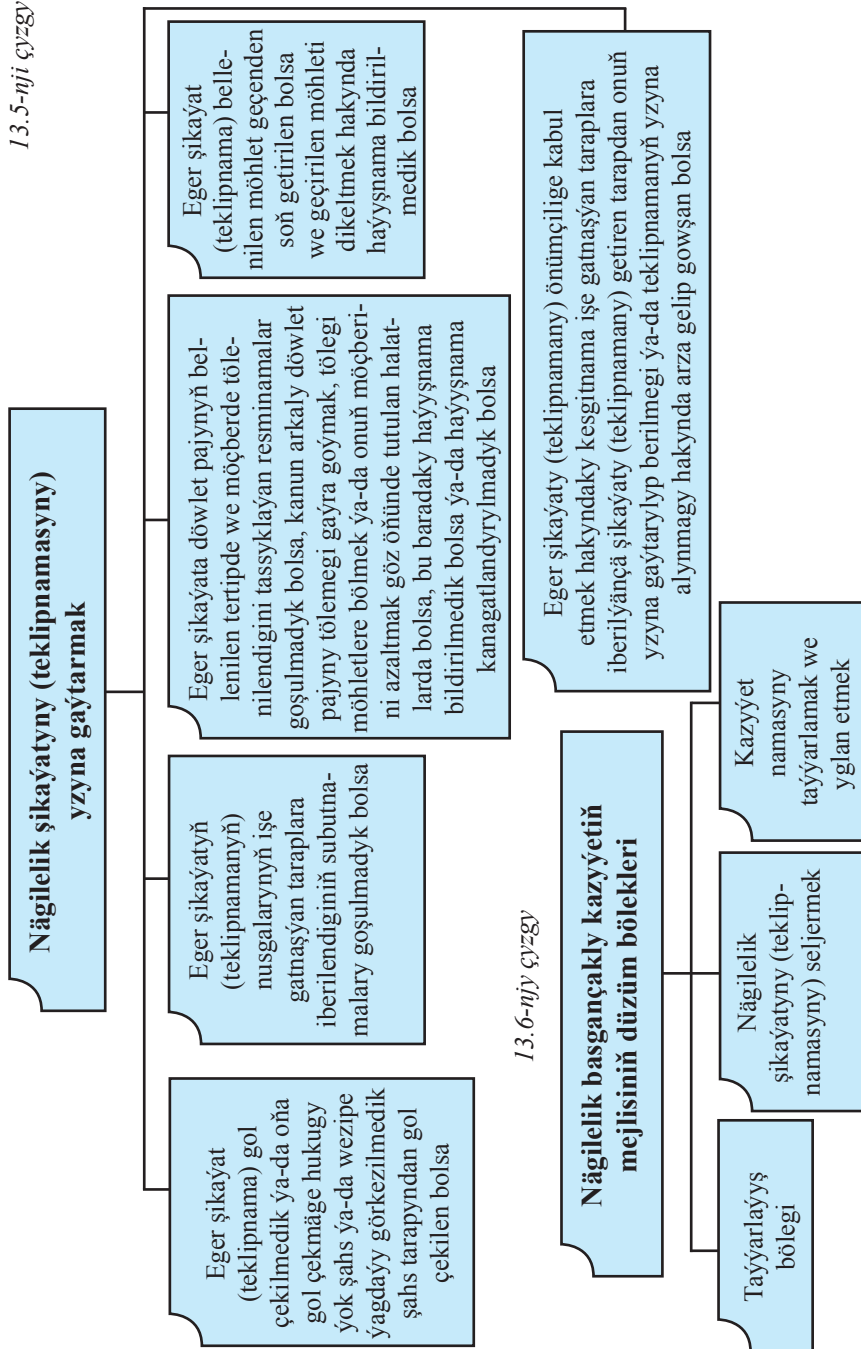 13.5-nji çyzgy
Nägilelik şikaýatyny (teklipnamasyny)
yzyna gaýtarmak
Eger şikaýat
(teklipnama) gol
çekilmedik ýa-da oňa
gol çekmäge hukugy
ýok şahs ýa-da wezipe
ýagdaýy görkezilmedik
şahs tarapyndan gol
çekilen bolsa
Eger şikaýatyň
(teklipnamanyň)
nusgalarynyň işe
gatnaşýan taraplara
iberilendiginiň subutna-
malary goşulmadyk bolsa
Eger şikaýata döwlet pajynyň bel-
lenilen tertipde we möçberde töle-
nilendigini tassyklaýan resminamalar
goşulmadyk bolsa, kanun arkaly döwlet
pajyny tölemegi gaýra goýmak, tölegi
möhletlere bölmek ýa-da onuň möçberi-
ni azaltmak göz öňünde tutulan halat-
larda bolsa, bu baradaky haýyşnama
bildirilmedik bolsa ýa-da haýyşnama
kanagatlandyrylmadyk bolsa
Eger şikaýat
(teklipnama) belle-
nilen möhlet geçenden
soň getirilen bolsa
we geçirilen möhleti
dikeltmek hakynda
haýyşnama bildiril-
medik bolsa
Eger şikaýaty (teklipnamany) önümçilige kabul
etmek hakyndaky kesgitnama işe gatnaşýan taraplara
iberilýänçä şikaýaty (teklipnamany) getiren tarapdan onuň
yzyna gaýtarylyp berilmegi ýa-da teklipnamanyň yzyna
alynmagy hakynda arza gelip gowşan bolsa
13.6-njy çyzgy
Nägilelik basgançakly kazyýetiň
mejlisiniň düzüm bölekleri
Taýýarlaýyş
bölegi
Nägilelik
şikaýatyny (teklip-
namasyny) seljermek
Kazyýet
namasyny
taýýarlamak we
yglan etmek